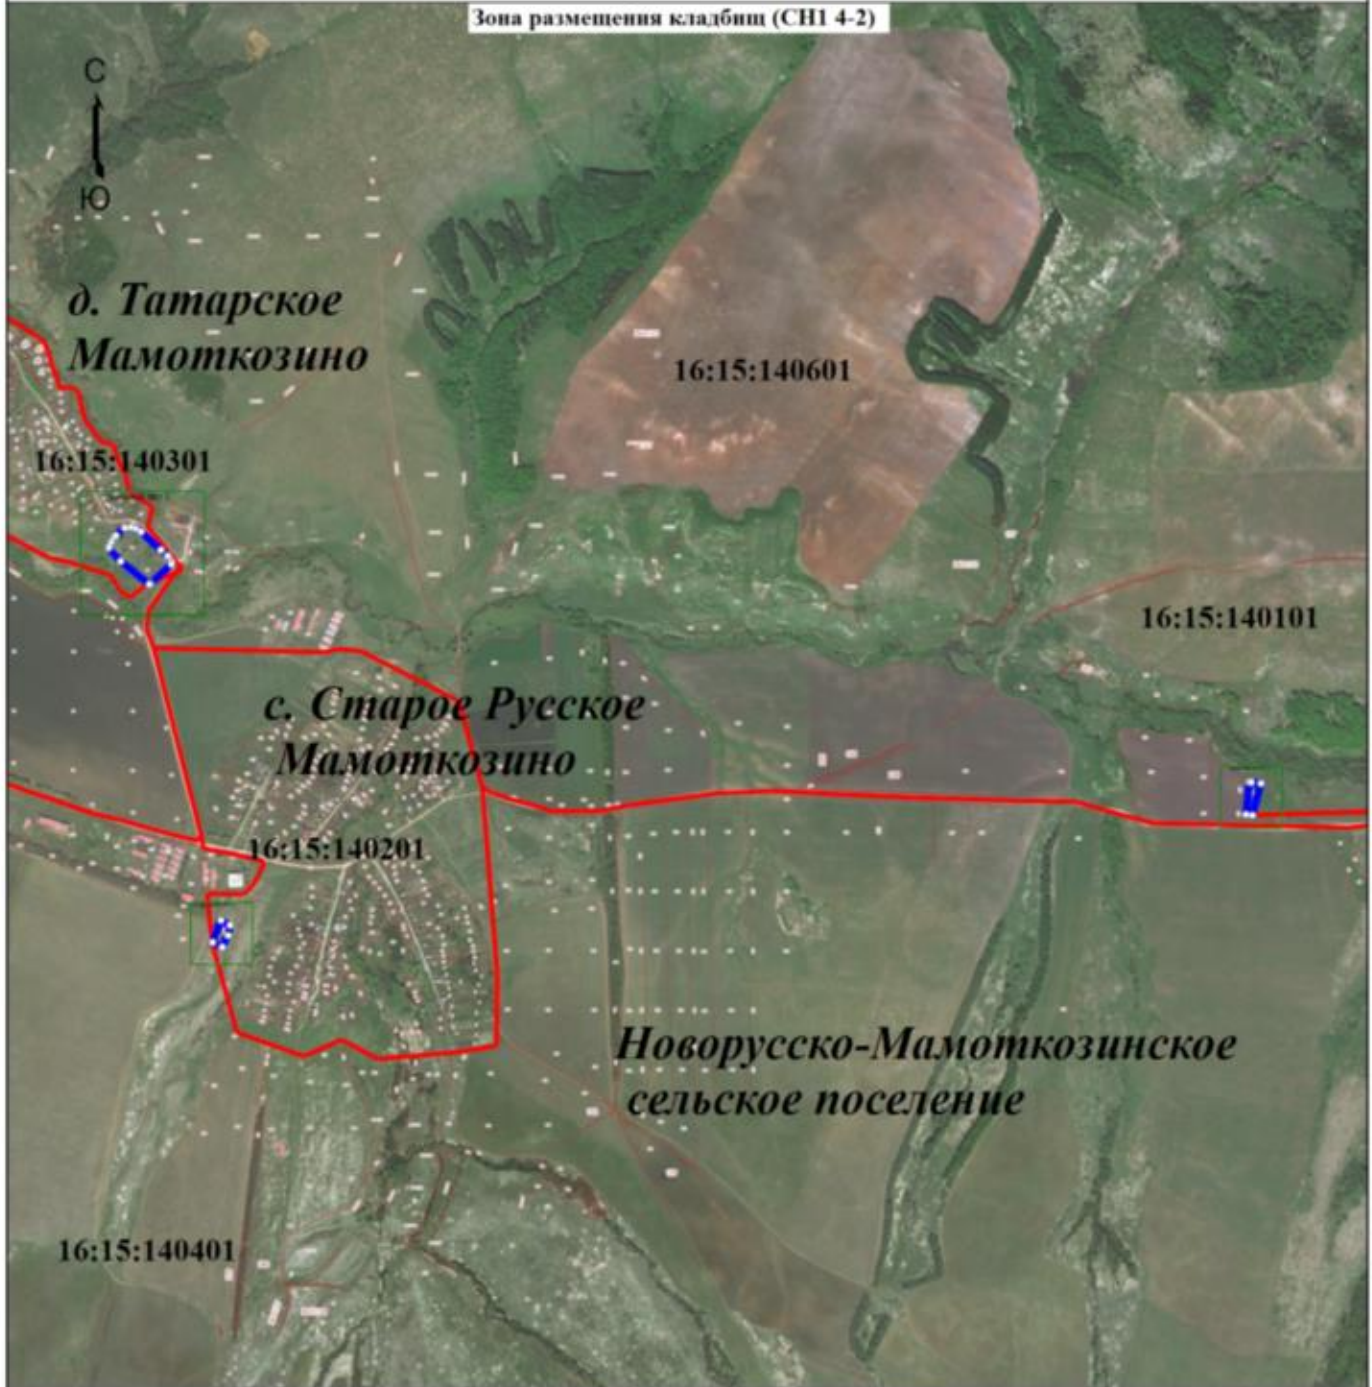 Зона размещения кладбищ (СН1 4-2)
С
Ю
д. Татарское
Мамоткозино
16:15:140601
16:15:140301
16:15:140101
с. Старое Русское
Мамоткозино
16:15:140201
Новорусско-Мамоткозинское
сельское поселение
16:15:140401